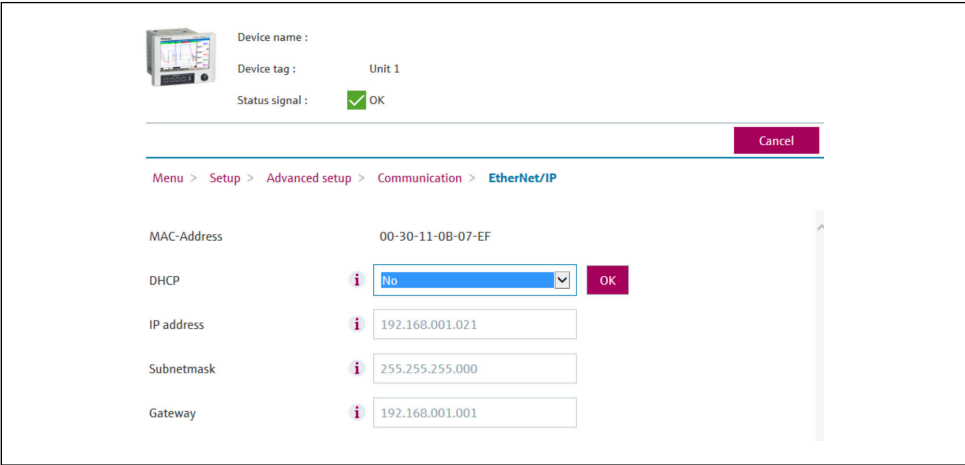 Device name :
Device tag : Unit 1
Status signal : OK
Cancel
Menu > Setup > Advanced setup > Communication > EtherNet/IP
MAC-Address 00-30-11-0B-07-EF
DHCP i No OK
IP address i 192.168.001.021
Subnetmask i 255.255.255.000
Gateway i 192.168.001.001